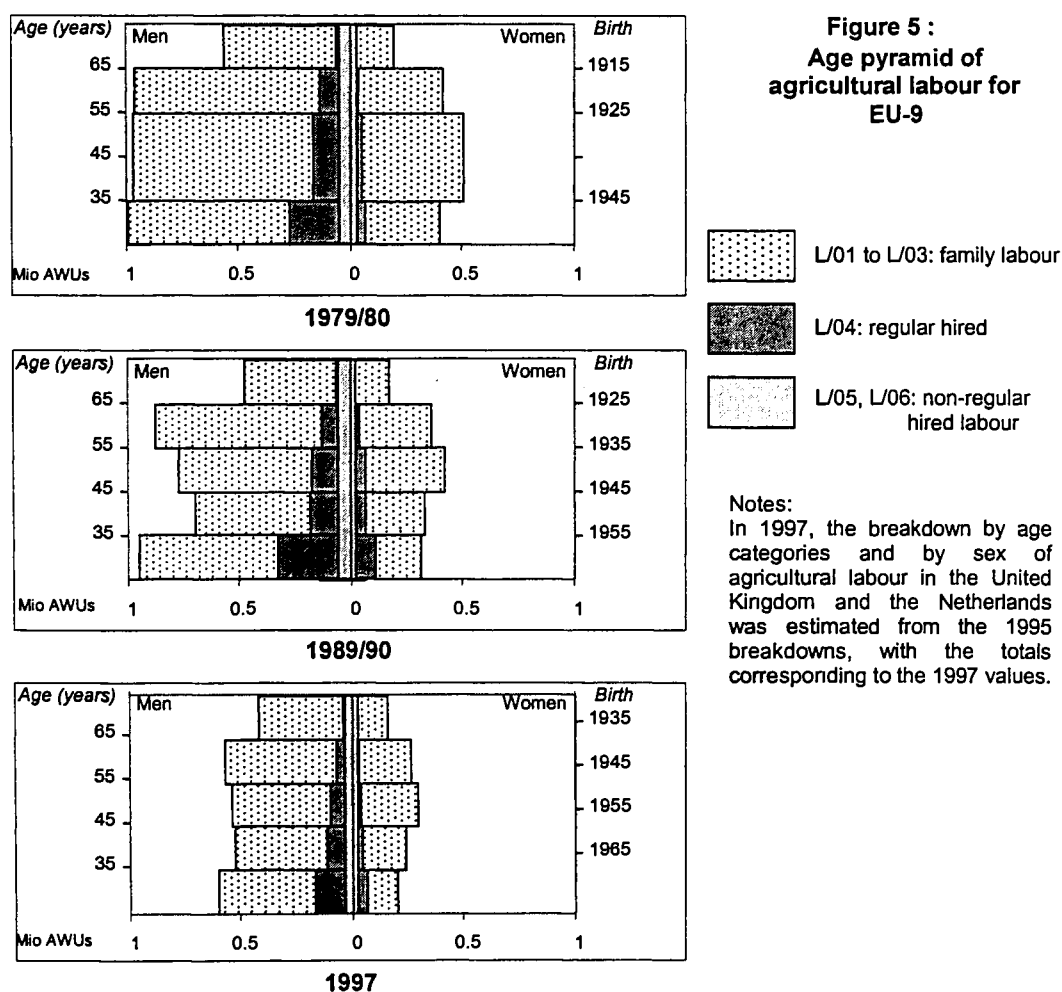 Figure 5 :
Age pyramid of
agricultural labour for
EU-9
Age (years) Men Women Birth
65 1915
55 1925
45
35 1945
Mio AWUs 1 0.5 0 0.5 1
1979/80
Age (years) Men Women Birth
65 1925
55 1935
45 1945
35 1955
Mio AWUs 1 0.5 0 0.5 1
1989/90
Age (years) Men Women Birth
65 1935
55 1945
45 1955
35 1965
Mio AWUs 1 0.5 0 0.5 1
1997
L/01 to L/03: family labour
L/04: regular hired
L/05, L/06: non-regular
hired labour
Notes:
In 1997, the breakdown by age
categories and by sex of
agricultural labour in the United
Kingdom and the Netherlands
was estimated from the 1995
breakdowns, with the totals
corresponding to the 1997 values.